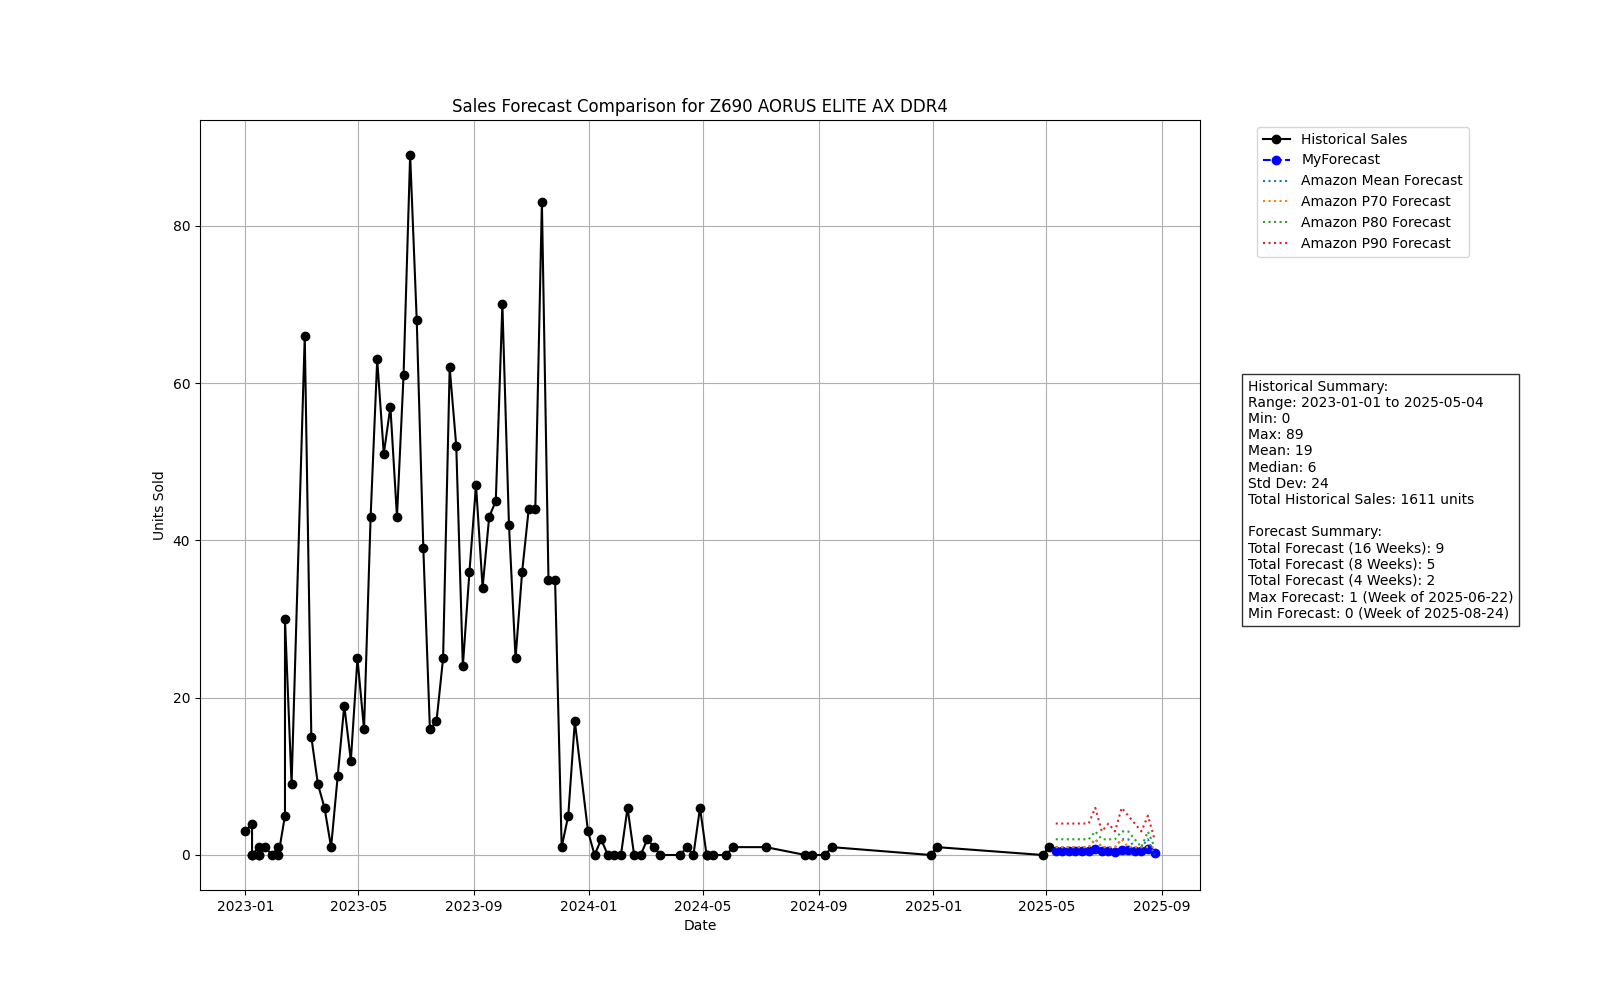 Sales Forecast Comparison for Z690 AORUS ELITE AX DDR4
Units Sold
80
60
40
20
0
2023-01
2023-05
2023-09
2024-01
2024-05
2024-09
2025-01
2025-05
2025-09
Date
Historical Sales
MyForecast
Amazon Mean Forecast
Amazon P70 Forecast
Amazon P80 Forecast
Amazon P90 Forecast
Historical Summary:
Range: 2023-01-01 to 2025-05-04
Min: 0
Max: 89
Mean: 19
Median: 6
Std Dev: 24
Total Historical Sales: 1611 units
Forecast Summary:
Total Forecast (16 Weeks): 9
Total Forecast (8 Weeks): 5
Total Forecast (4 Weeks): 2
Max Forecast: 1 (Week of 2025-06-22)
Min Forecast: 0 (Week of 2025-08-24)